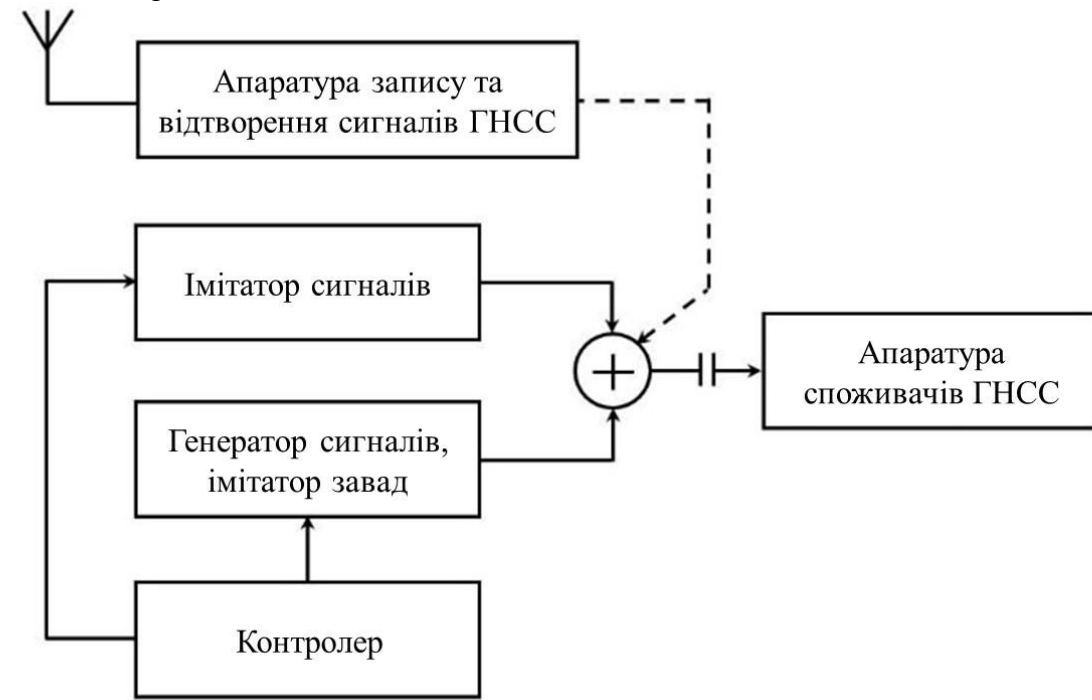 Апаратура запису та
відтворення сигналів ГНСС
Імітатор сигналів
Апаратура
споживачів ГНСС
Генератор сигналів,
імітатор завад
Контролер